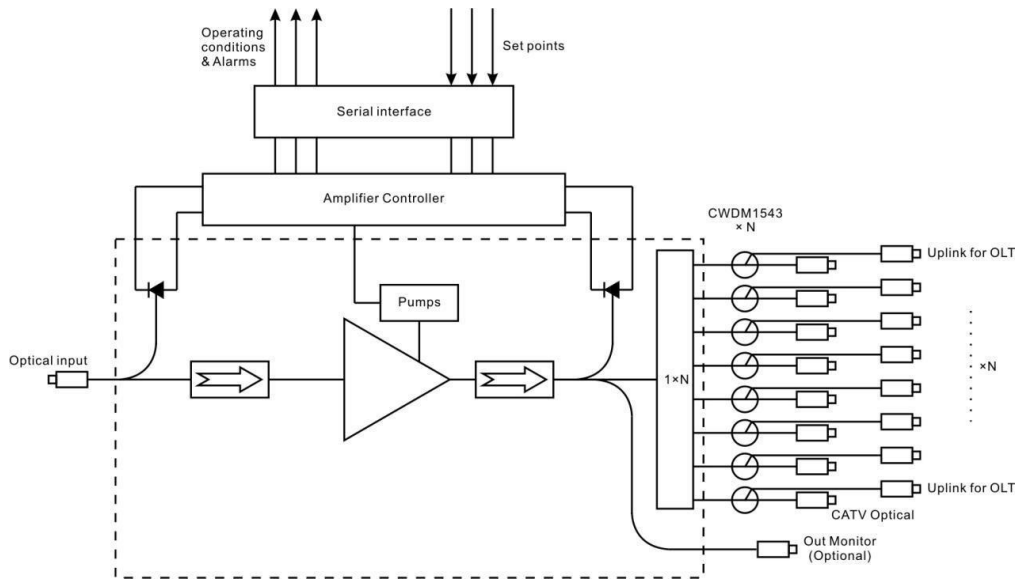 Operating
conditions
& Alarms
Set points
Serial interface
Amplifier Controller
CWDM1543
× N
Uplink for OLT
Pumps
Optical input
1×N
×N
Uplink for OLT
CATV Optical
Out Monitor
(Optional)